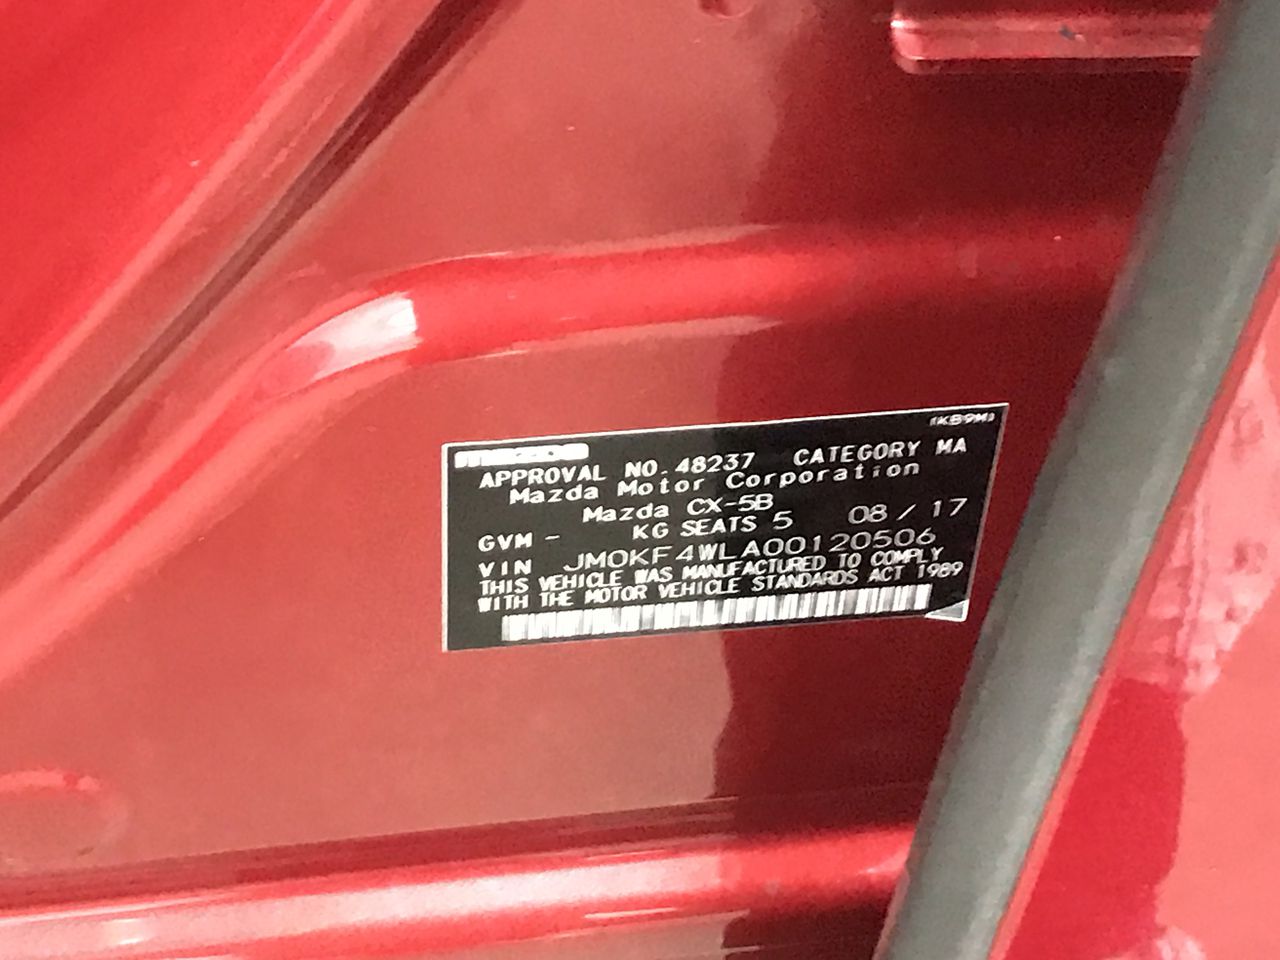 (KB9M)
mazda
APPROVAL NO. 48237 CATEGORY MA
Mazda Motor Corporation
Mazda CX-5B 08 / 17
GVM - KG SEATS 5
VIN JM0KF4WLA00120506
THIS VEHICLE WAS MANUFACTURED TO COMPLY
WITH THE MOTOR VEHICLE STANDARDS ACT 1989